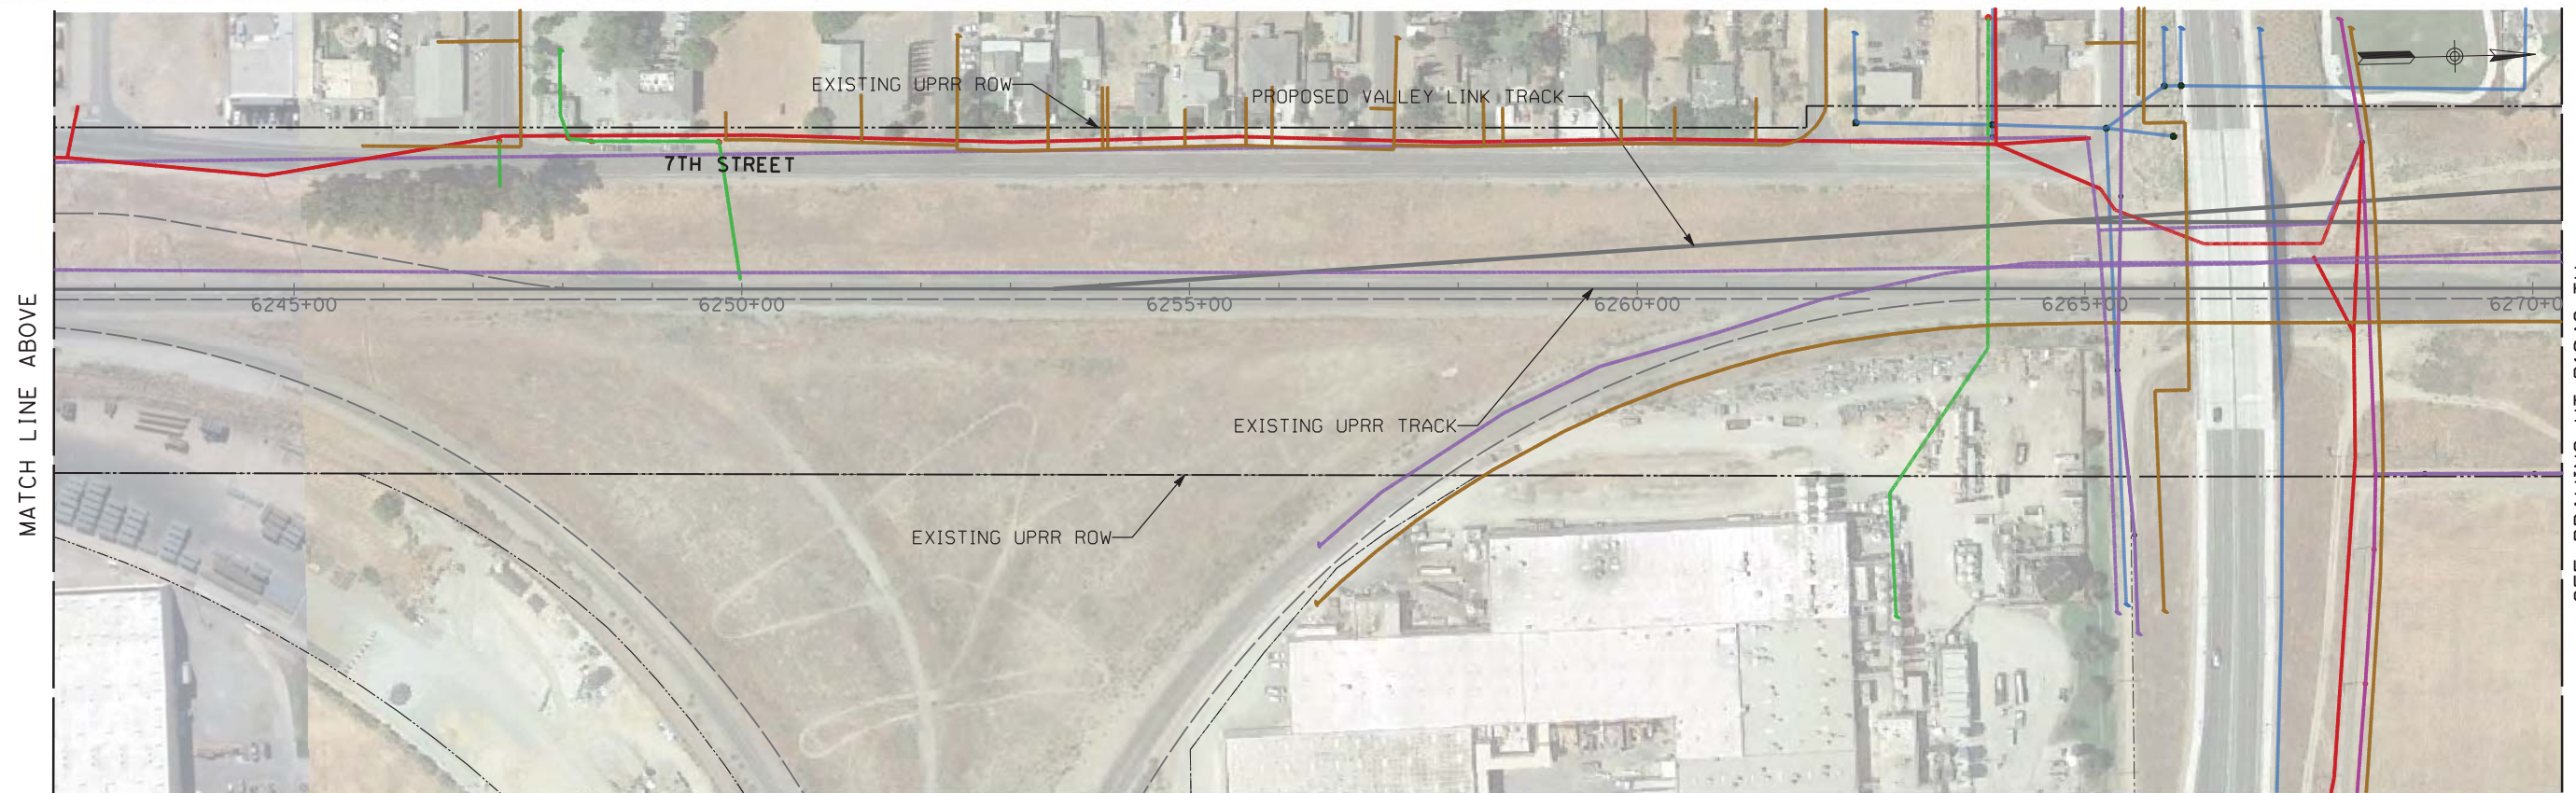 EXISTING UPRR ROW
PROPOSED VALLEY LINK TRACK
7TH STREET
MATCH LINE ABOVE
6245+00
6250+00
6255+00
6260+00
6265+00
6270+0
EXISTING UPRR TRACK
EXISTING UPRR ROW